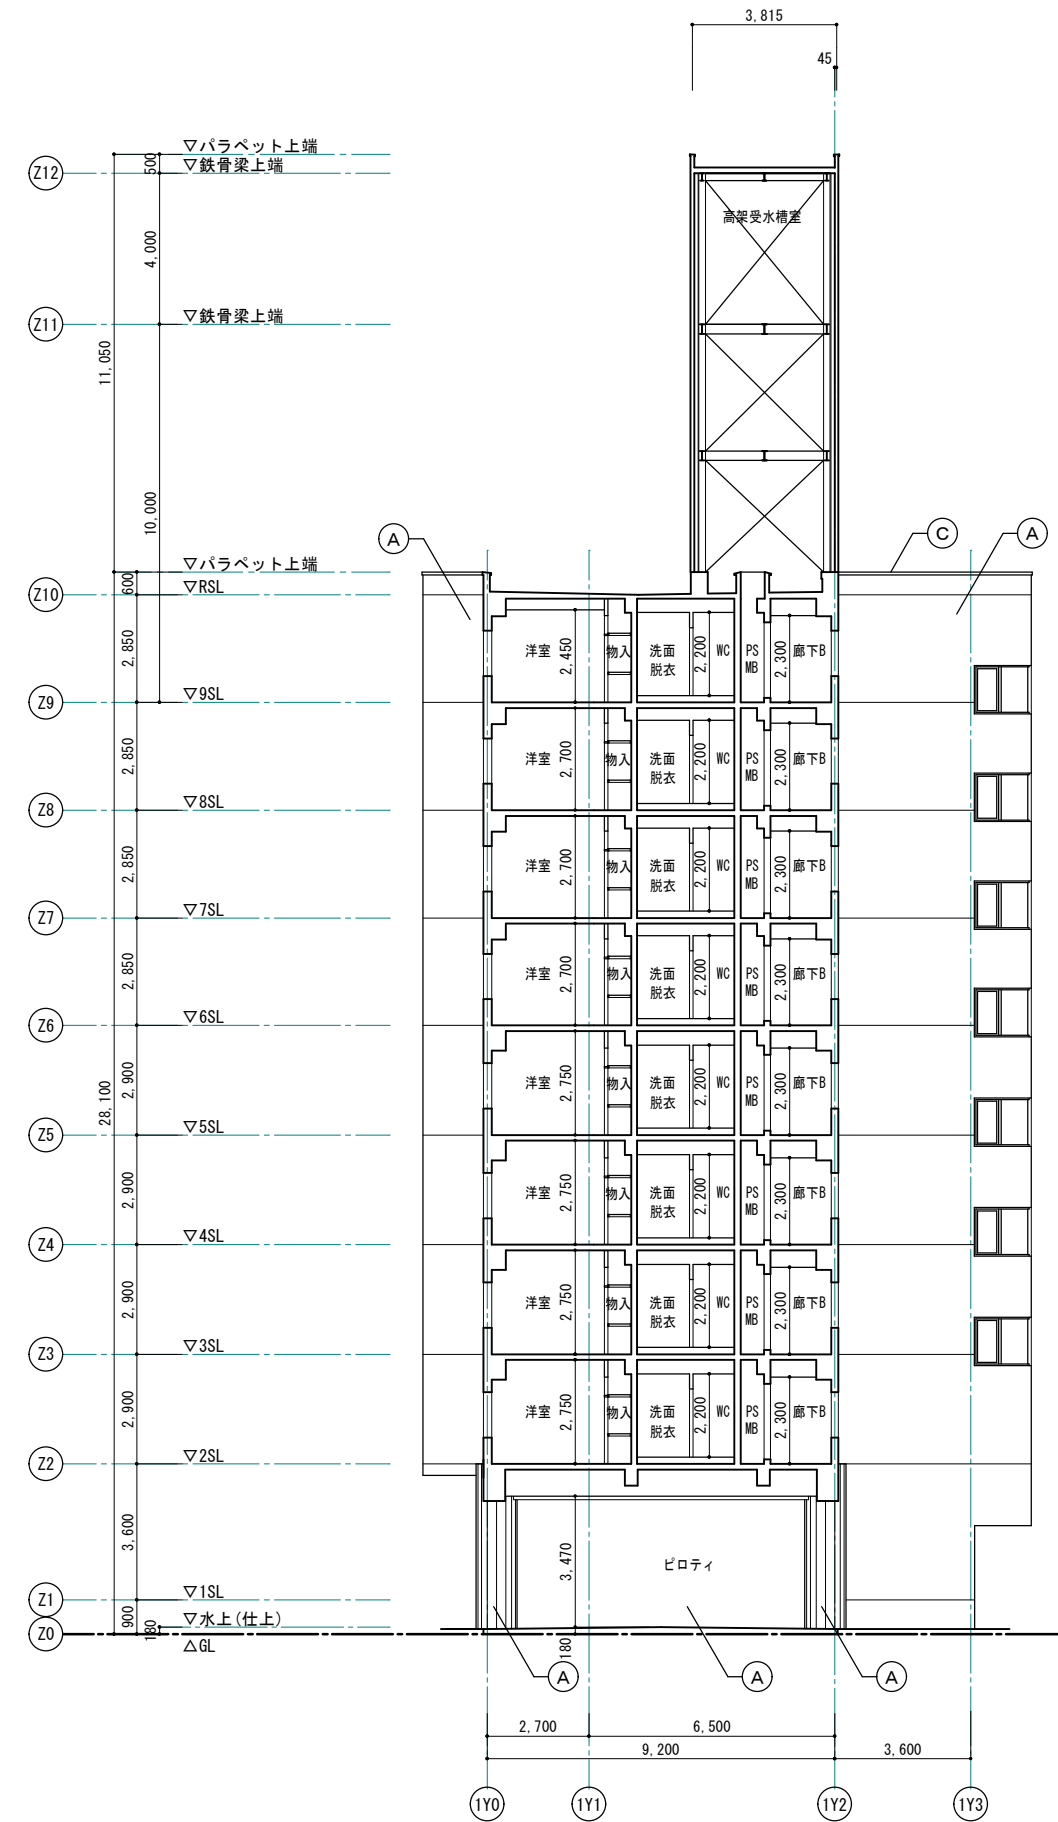 3,815
45
▽パラペット上端
500
Z12
▽鉄骨梁上端
4,000
高架受水槽室
Z11
▽鉄骨梁上端
11,050
10,000
A
C
A
▽パラペット上端
600
Z10
▽RSL
2,850
洋室 2,450 物入 洗面脱衣 2,200 WC PS MB 2,300 廊下B
Z9
▽9SL
2,850
洋室 2,700 物入 洗面脱衣 2,200 WC PS MB 2,300 廊下B
Z8
▽8SL
2,850
洋室 2,700 物入 洗面脱衣 2,200 WC PS MB 2,300 廊下B
Z7
▽7SL
2,850
洋室 2,700 物入 洗面脱衣 2,200 WC PS MB 2,300 廊下B
Z6
▽6SL
2,900
28,100
洋室 2,750 物入 洗面脱衣 2,200 WC PS MB 2,300 廊下B
Z5
▽5SL
2,900
洋室 2,750 物入 洗面脱衣 2,200 WC PS MB 2,300 廊下B
Z4
▽4SL
2,900
洋室 2,750 物入 洗面脱衣 2,200 WC PS MB 2,300 廊下B
Z3
▽3SL
2,900
洋室 2,750 物入 洗面脱衣 2,200 WC PS MB 2,300 廊下B
Z2
▽2SL
3,600
3,470
ピロティ
Z1
▽1SL
900
▽水上(仕上)
180
Z0
△GL
180
A
A
A
2,700
6,500
9,200
3,600
1Y0
1Y1
1Y2
1Y3